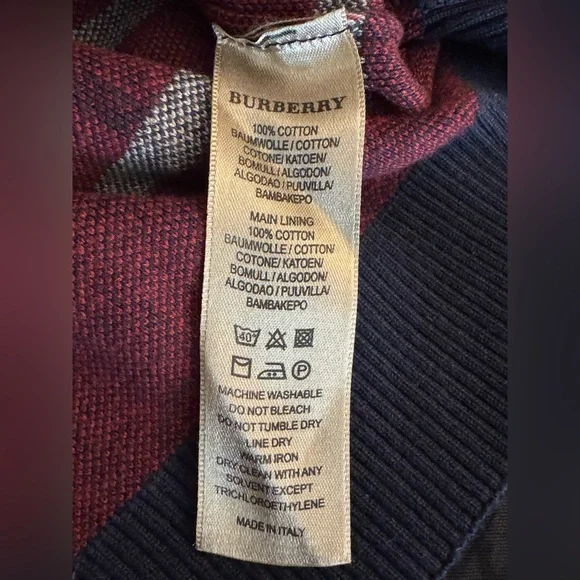 BURBERRY
100% COTTON
BAUMWOLLE / COTTON/
COTONE/ KATOEN/
BOMULL / ALGODON/
ALGODAO / PUUVILLA/
BAMBAKEPO
MAIN LINING
100% COTTON
BAUMWOLLE / COTTON/
COTONE/ KATOEN/
BOMULL / ALGODON/
ALGODAO / PUUVILLA/
BAMBAKEPO
40°
P
MACHINE WASHABLE
DO NOT BLEACH
DO NOT TUMBLE DRY
LINE DRY
WARM IRON
DRY CLEAN WITH ANY
SOLVENT EXCEPT
TRICHLOROETHYLENE
MADE IN ITALY